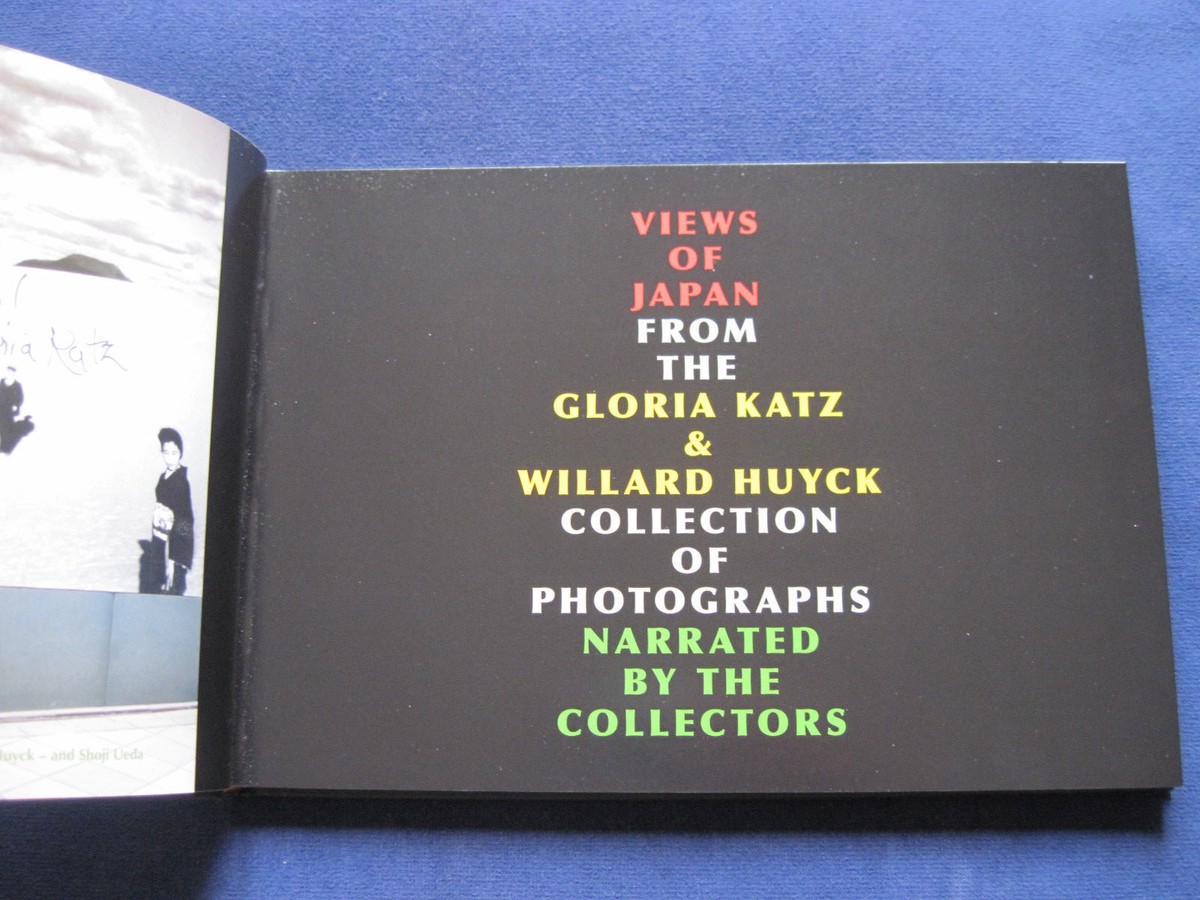 Katz
– and Shoji Ueda
VIEWS
OF
JAPAN
FROM
THE
GLORIA KATZ
&
WILLARD HUYCK
COLLECTION
OF
PHOTOGRAPHS
NARRATED
BY THE
COLLECTORS